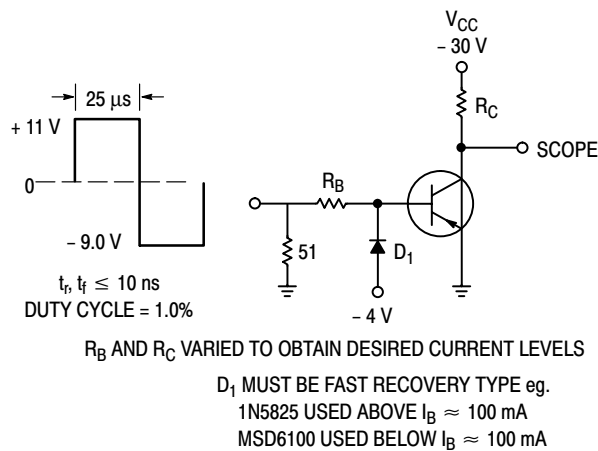 V_CC
– 30 V
25 μs
R_C
+ 11 V
SCOPE
R_B
0
51
D_1
– 9.0 V
t_r, t_f ≤ 10 ns
– 4 V
DUTY CYCLE = 1.0%
R_B AND R_C VARIED TO OBTAIN DESIRED CURRENT LEVELS
D_1 MUST BE FAST RECOVERY TYPE eg.
1N5825 USED ABOVE I_B ≈ 100 mA
MSD6100 USED BELOW I_B ≈ 100 mA